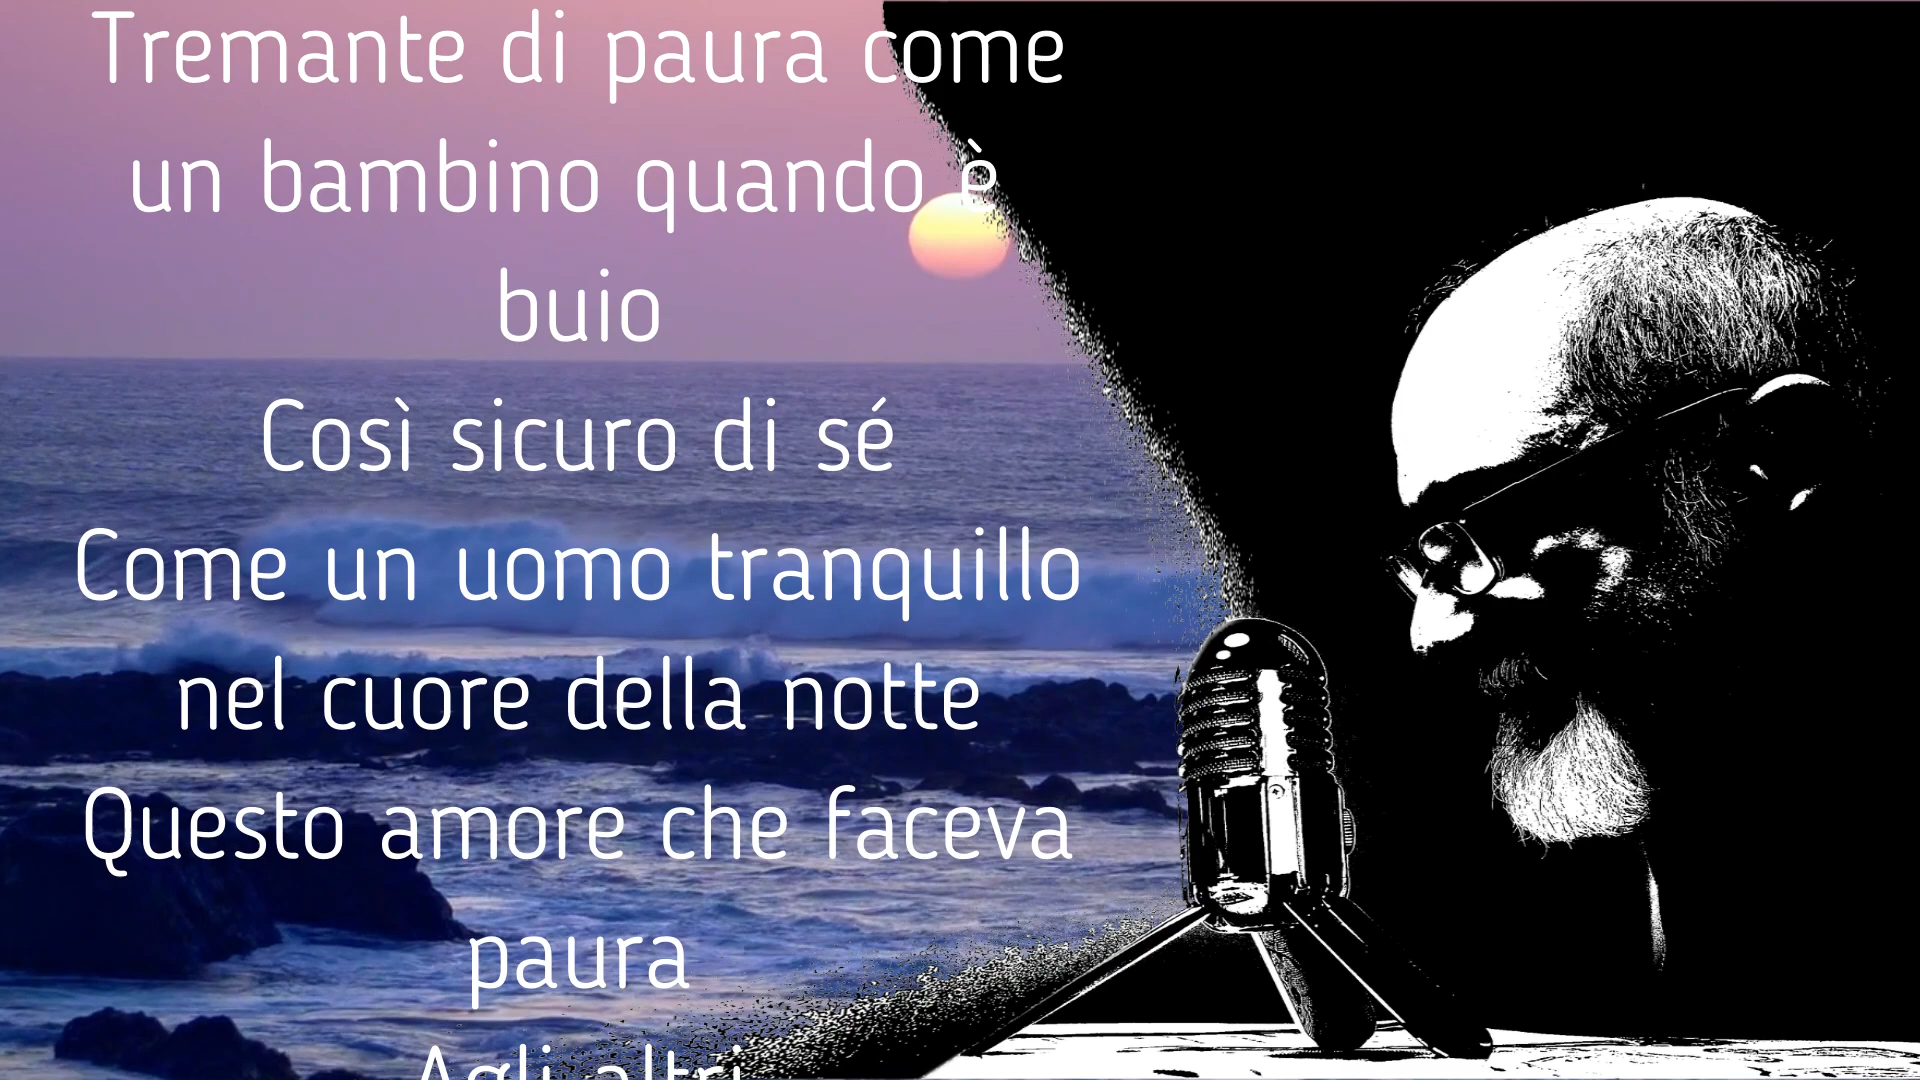 Tremante di paura come
un bambino quando è
buio
Così sicuro di sé
Come un uomo tranquillo
nel cuore della notte
Questo amore che faceva
paura
Agli altri